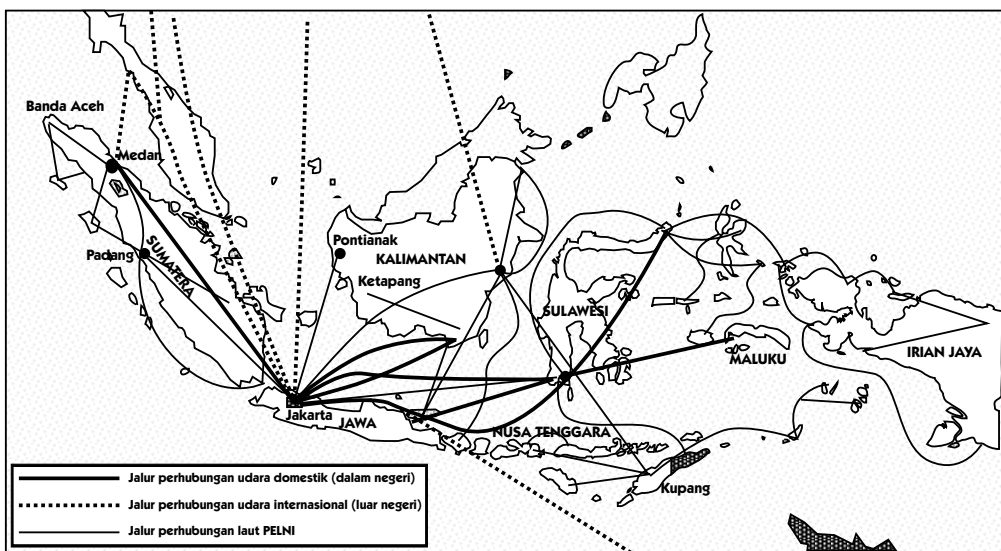 Banda Aceh
Medan
Padang
SUMATERA
Pontianak
KALIMANTAN
Ketapang
SULAWESI
MALUKU
IRIAN JAYA
Jakarta
JAWA
NUSA TENGGARA
Kupang
Jalur perhubungan udara domestik (dalam negeri)
Jalur perhubungan udara internasional (luar negeri)
Jalur perhubungan laut PELNI